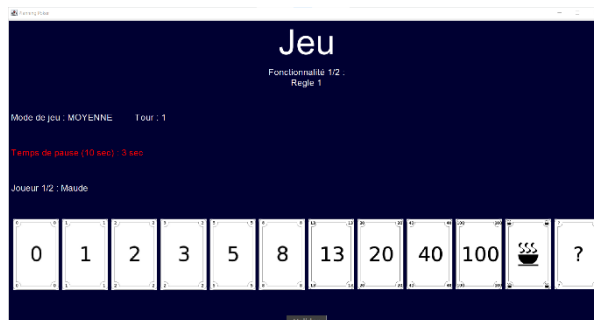 Jeu
Fonctionnalité 1/2 .
Regle 1
Mode de jeu : MOYENNE Tour : 1
Temps de pause (10 sec) : 3 sec
Joueur 1/2 : Maude
0 1 2 3 5 8 13 20 40 100 ?